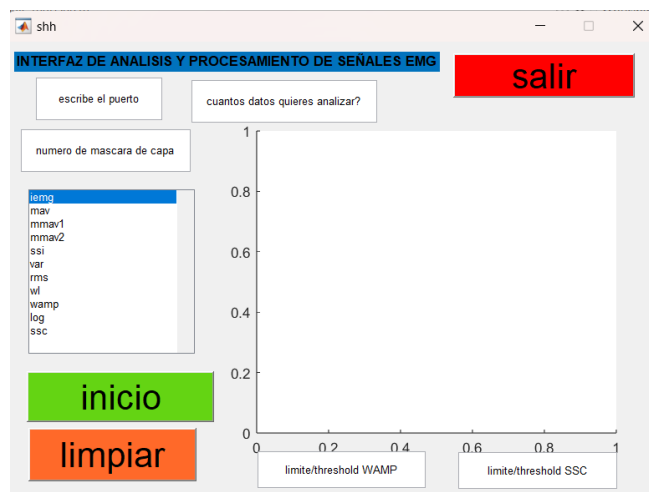 shh
INTERFAZ DE ANALISIS Y PROCESAMIENTO DE SEÑALES EMG
salir
escribe el puerto
cuantos datos quieres analizar?
numero de mascara de capa
iemg
mav
mmav1
mmav2
ssi
var
rms
wl
wamp
log
ssc
1
0.8
0.6
0.4
0.2
0
0 0.2 0.4 0.6 0.8 1
inicio
limpiar
limite/threshold WAMP
limite/threshold SSC